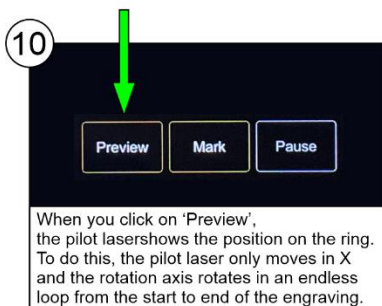 10
Preview Mark Pause
When you click on 'Preview',
the pilot lasershows the position on the ring.
To do this, the pilot laser only moves in X
and the rotation axis rotates in an endless
loop from the start to end of the engraving.